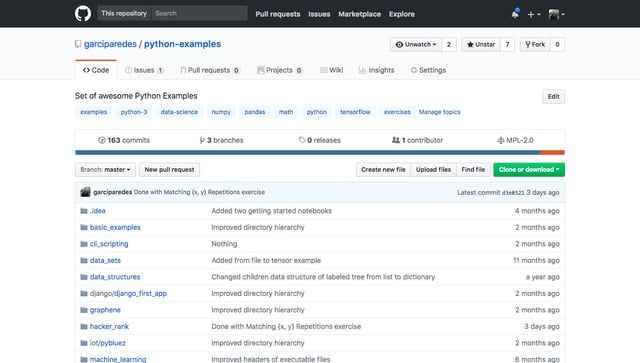 This repository Search Pull requests Issues Marketplace Explore
garciparedes / python-examples Unwatch 2 Unstar 7 Fork 0
Code Issues 1 Pull requests 0 Projects 0 Wiki Insights Settings
Set of awesome Python Examples Edit
examples python-3 data-science numpy pandas math python tensorflow exercises Manage topics
163 commits 3 branches 0 releases 1 contributor MPL-2.0
Branch: master New pull request Create new file Upload files Find file Clone or download
garciparedes Done with Matching {x, y} Repetitions exercise Latest commit d3e8521 3 days ago
.idea Added two getting started notebooks 4 months ago
basic_examples Improved directory hierarchy 2 months ago
cli_scripting Nothing 2 months ago
data_sets Added from file to tensor example 11 months ago
data_structures Changed children data structure of labeled tree from list to dictionary a year ago
django/django_first_app Improved directory hierarchy 2 months ago
graphene Improved directory hierarchy 2 months ago
hacker_rank Done with Matching {x, y} Repetitions exercise 3 days ago
iot/pybluez Improved directory hierarchy 2 months ago
machine_learning Improved headers of executable files 6 months ago